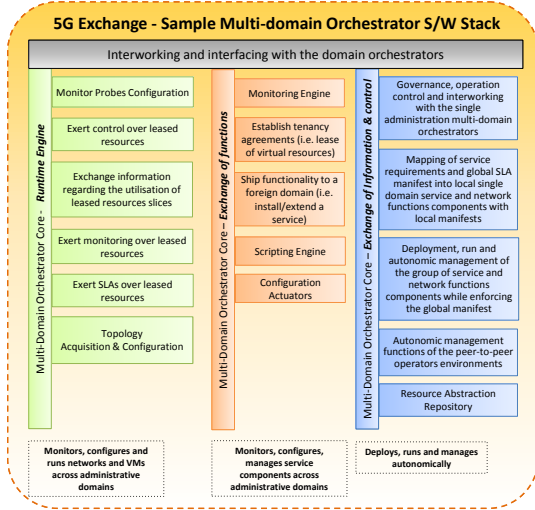 5G Exchange - Sample Multi-domain Orchestrator S/W Stack
Interworking and interfacing with the domain orchestrators
Multi-Domain Orchestrator Core - Runtime Engine
Monitor Probes Configuration
Exert control over leased
resources
Exchange information
regarding the utilisation of
leased resources slices
Exert monitoring over leased
resources
Exert SLAs over leased
resources
Topology
Acquisition & Configuration
Monitors, configures and
runs networks and VMs
across administrative
domains
Multi-Domain Orchestrator Core – Exchange of functions
Monitoring Engine
Establish tenancy
agreements (i.e. lease of
virtual resources)
Ship functionality to a
foreign domain (i.e.
install/extend a
service)
Scripting Engine
Configuration
Actuators
Monitors, configures,
manages service
components across
administrative domains
Multi-Domain Orchestrator Core – Exchange of Information & control
Governance, operation
control and interworking
with the single
administration multi-domain
orchestrators
Mapping of service
requirements and global SLA
manifest into local single
domain service and network
functions components with
local manifests
Deployment, run and
autonomic management of
the group of service and
network functions
components while enforcing
the global manifest
Autonomic management
functions of the peer-to-peer
operators environments
Resource Abstraction
Repository
Deploys, runs and manages
autonomically